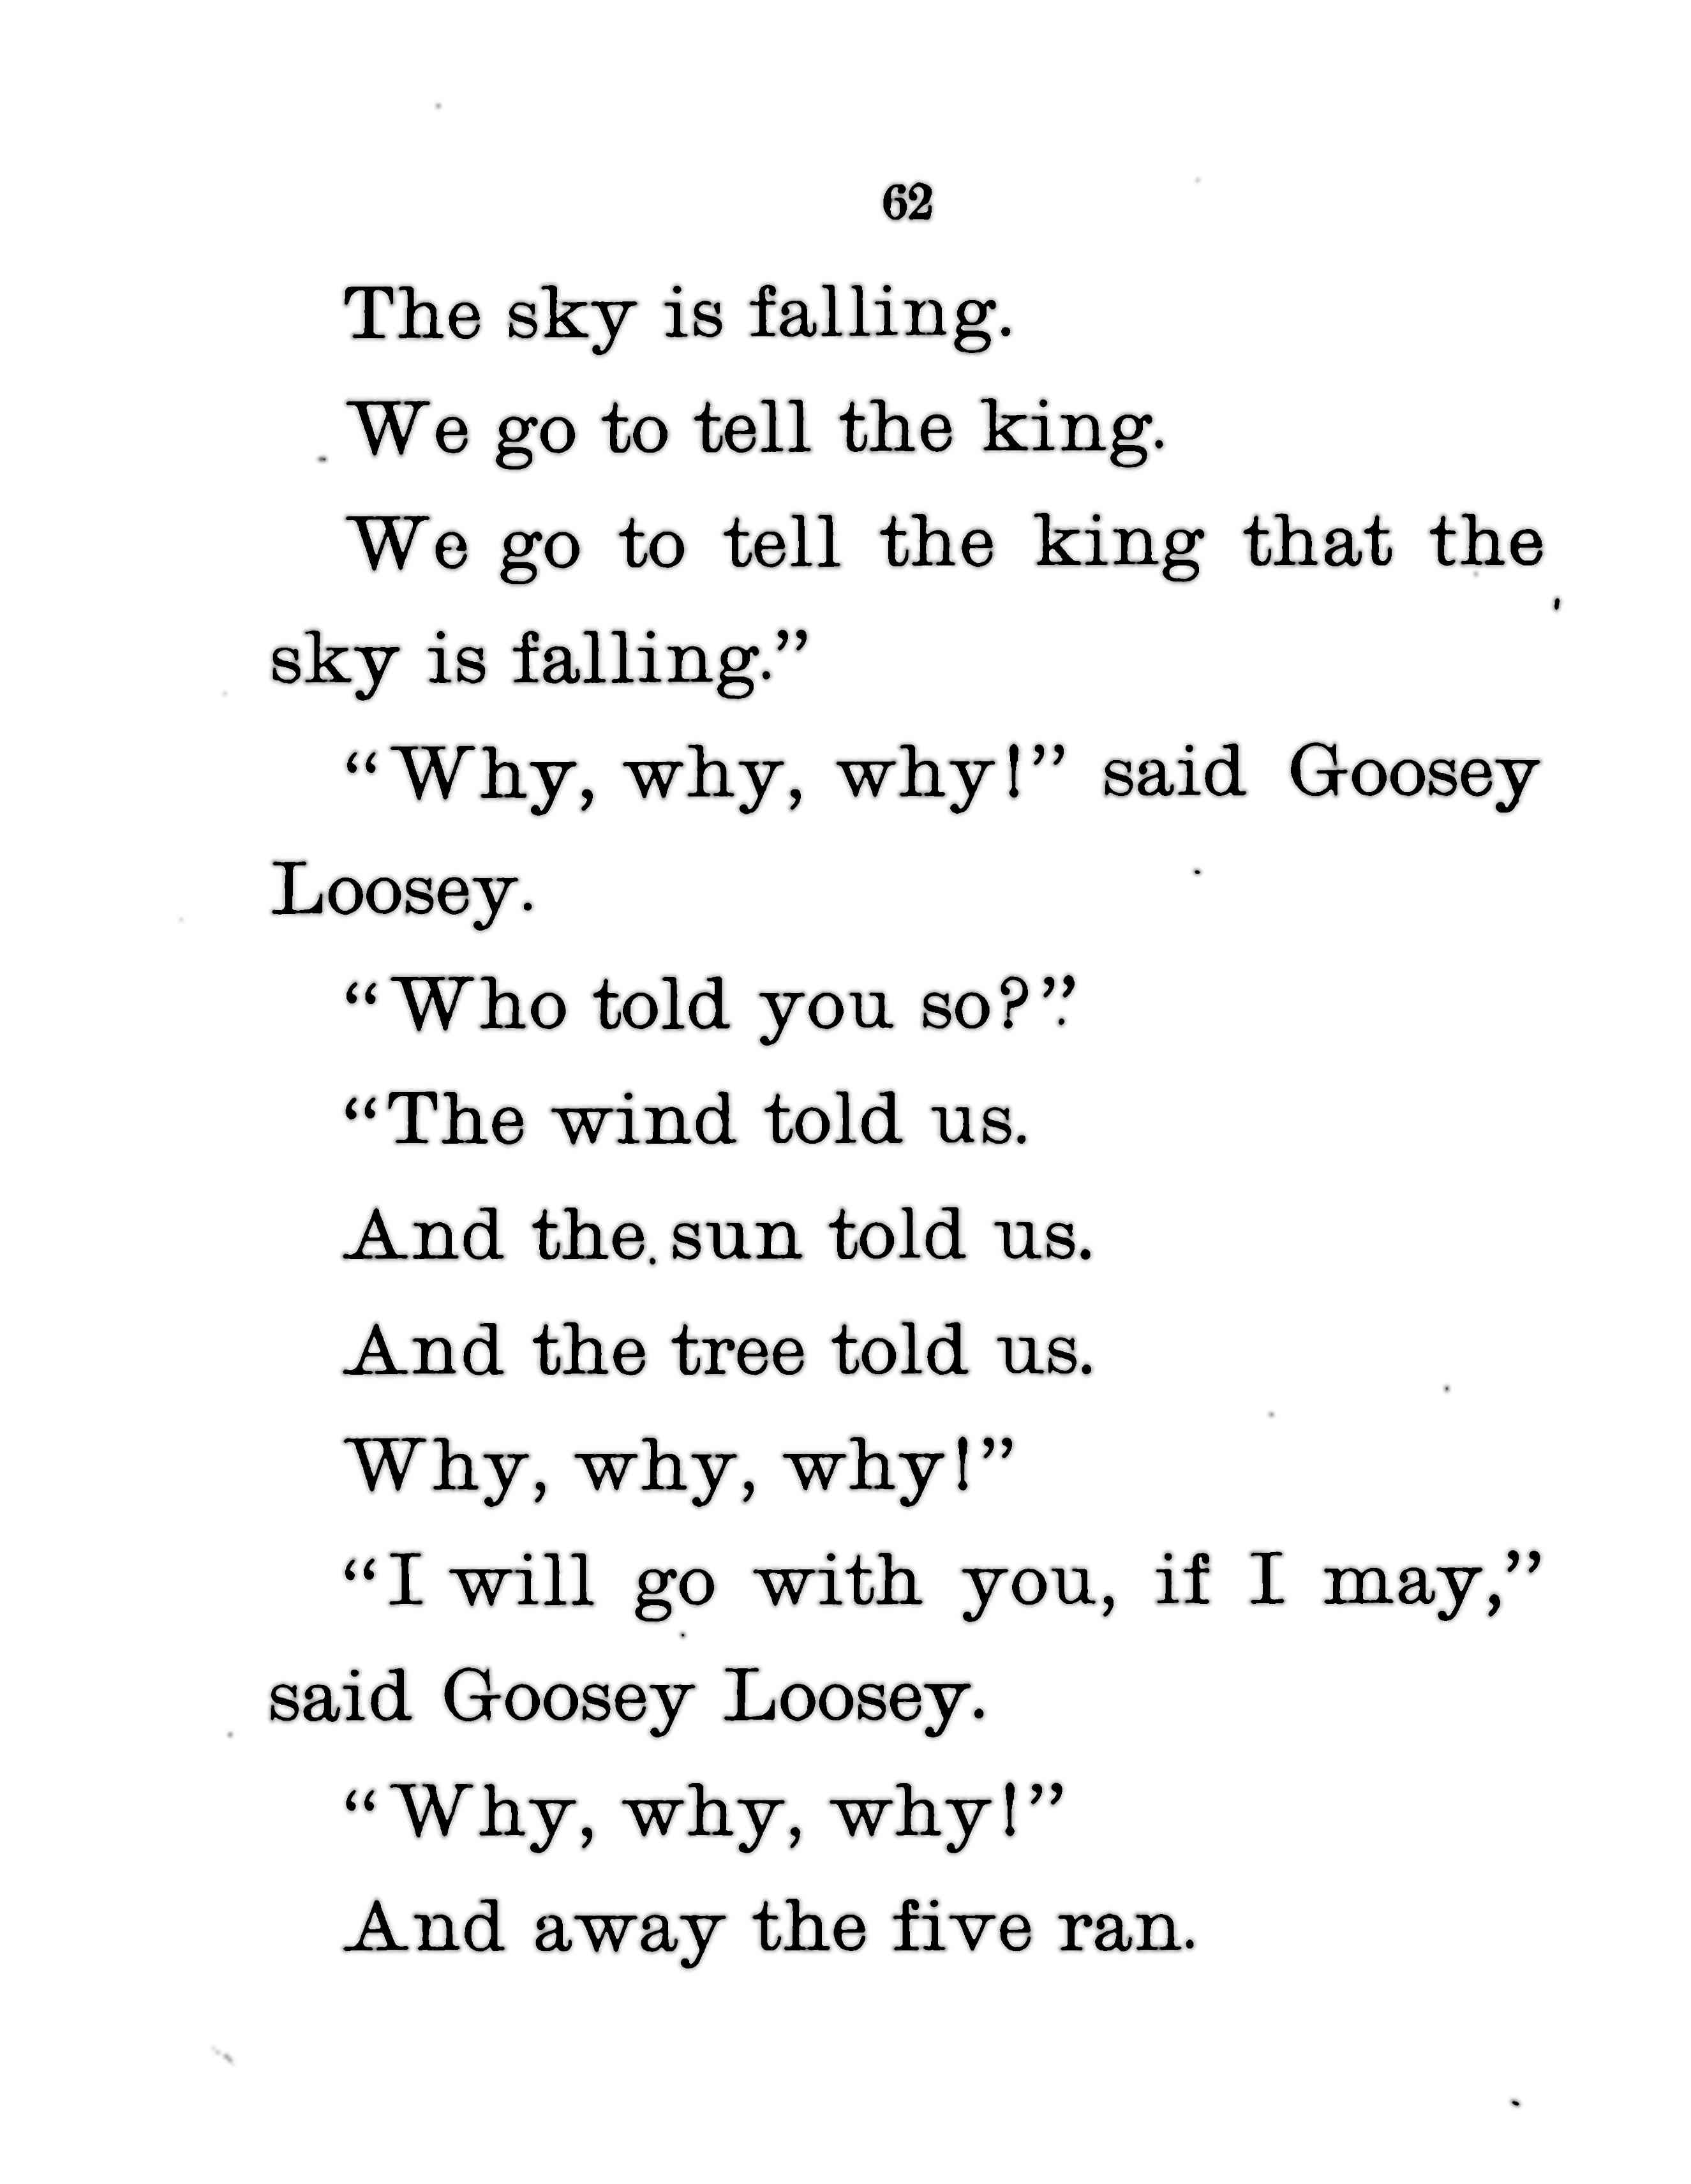 62
The sky is falling.
We go to tell the king.
We go to tell the king that the
sky is falling.”
“Why, why, why!” said Goosey
Loosey.
“Who told you so?”
“The wind told us.
And the sun told us.
And the tree told us.
Why, why, why!”
“I will go with you, if I may,”
said Goosey Loosey.
“Why, why, why!”
And away the five ran.